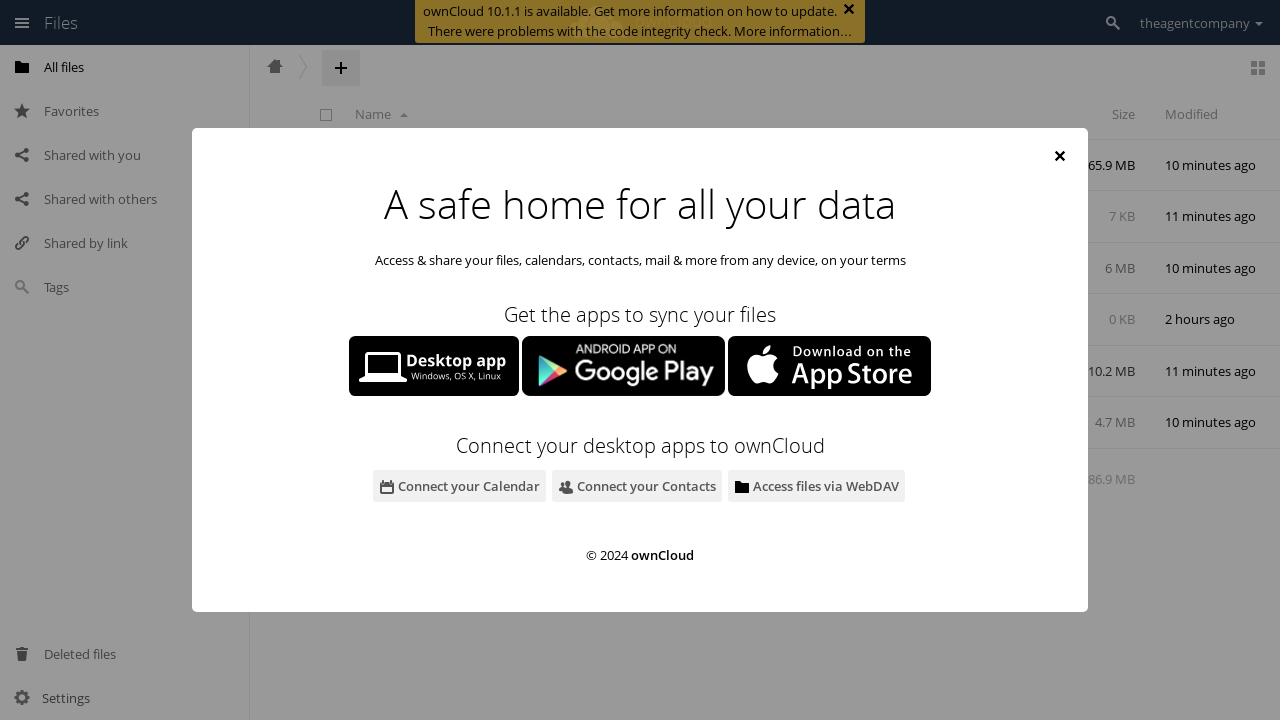 Files
ownCloud 10.1.1 is available. Get more information on how to update.
There were problems with the code integrity check. More information…
theagentcompany
All files
Favorites
Shared with you
Shared with others
Shared by link
Tags
Name
Size
Modified
65.9 MB
10 minutes ago
7 KB
11 minutes ago
6 MB
10 minutes ago
0 KB
2 hours ago
10.2 MB
11 minutes ago
4.7 MB
10 minutes ago
86.9 MB
A safe home for all your data
Access & share your files, calendars, contacts, mail & more from any device, on your terms
Get the apps to sync your files
Desktop app
Windows, OS X, Linux
ANDROID APP ON
Google Play
Download on the
App Store
Connect your desktop apps to ownCloud
Connect your Calendar
Connect your Contacts
Access files via WebDAV
© 2024 ownCloud
Deleted files
Settings